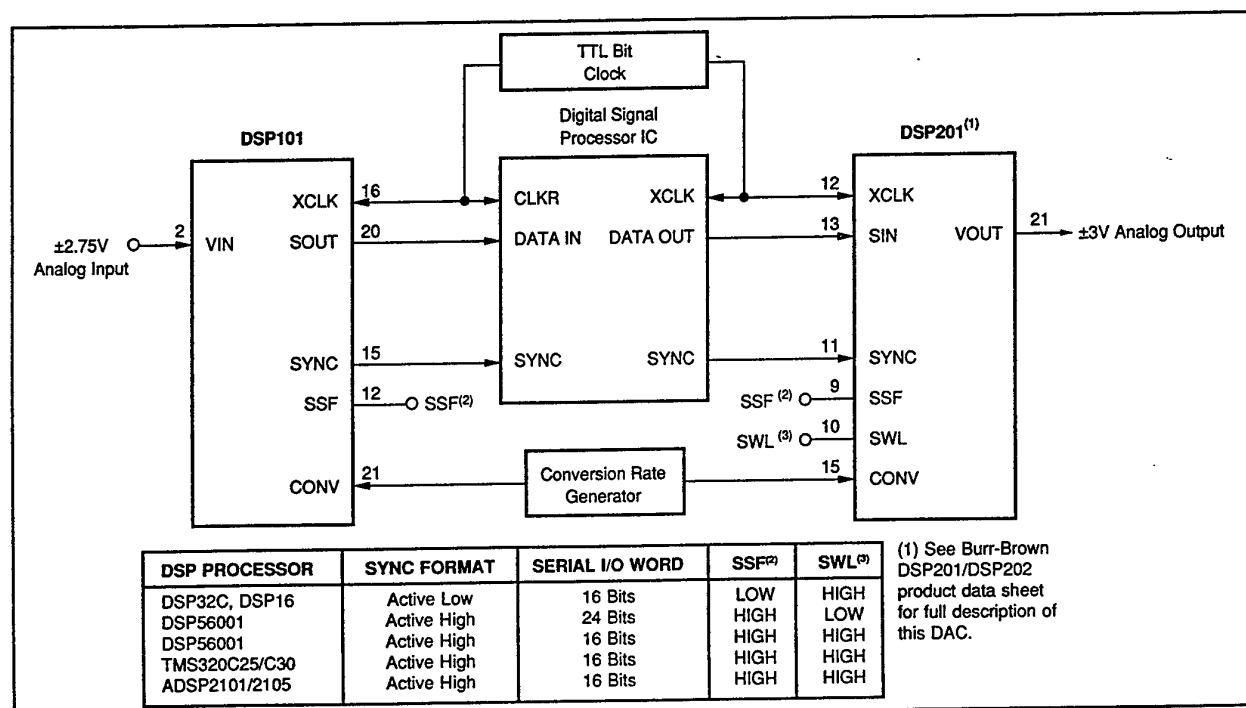 TTL Bit
Clock
Digital Signal
Processor IC
DSP101
DSP201(1)
XCLK
16
CLKR
XCLK
12
XCLK
±2.75V
Analog Input
2
VIN
SOUT
20
DATA IN
DATA OUT
13
SIN
VOUT
21
±3V Analog Output
SYNC
15
SYNC
SYNC
11
SYNC
SSF
12
SSF(2)
SSF(2)
9
SSF
SWL(3)
10
SWL
CONV
21
Conversion Rate
Generator
15
CONV
DSP PROCESSOR SYNC FORMAT SERIAL I/O WORD SSF(2) SWL(3)
DSP32C, DSP16 Active Low 16 Bits LOW HIGH
DSP56001 Active High 24 Bits HIGH LOW
DSP56001 Active High 16 Bits HIGH HIGH
TMS320C25/C30 Active High 16 Bits HIGH HIGH
ADSP2101/2105 Active High 16 Bits HIGH HIGH
(1) See Burr-Brown
DSP201/DSP202
product data sheet
for full description of
this DAC.